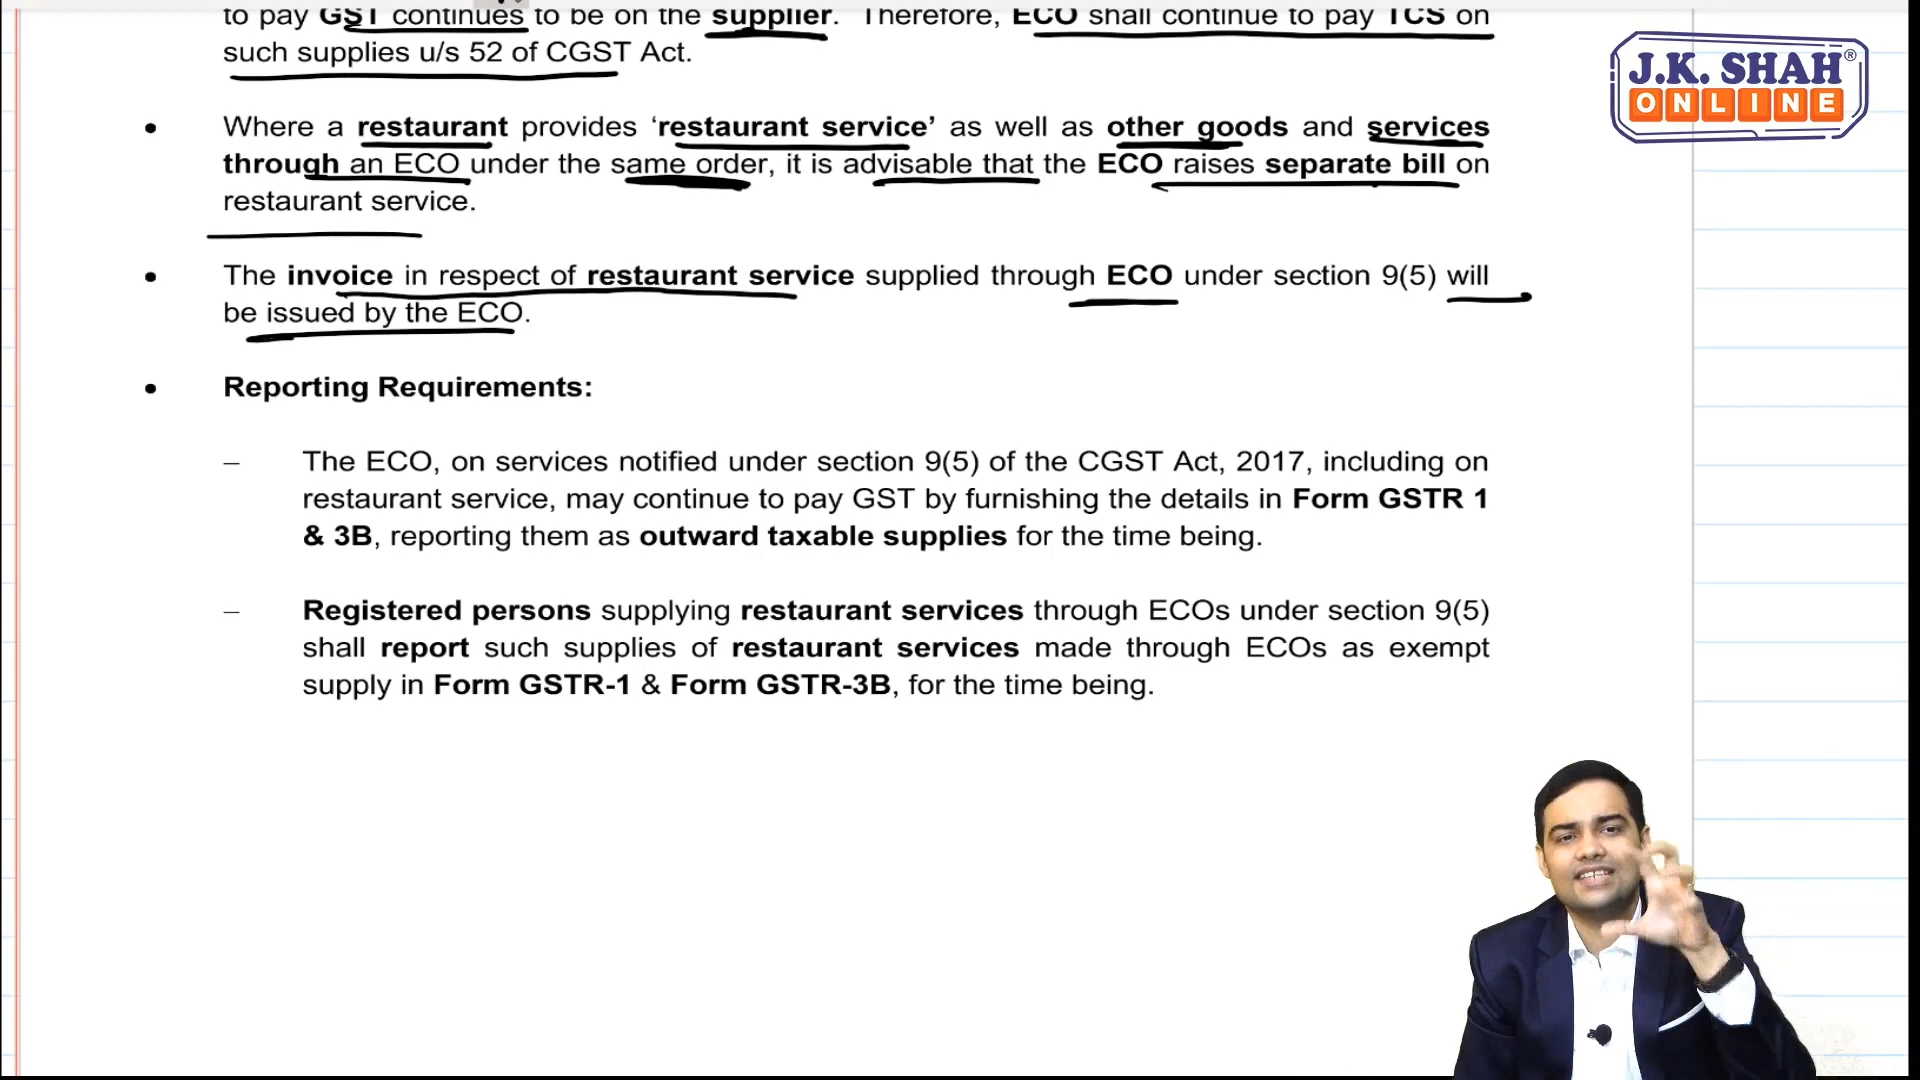 to pay GST continues to be on the supplier. Therefore, ECO shall continue to pay TCS on
such supplies u/s 52 of CGST Act.
J.K. SHAH®
ONLINE
• Where a restaurant provides ‘restaurant service’ as well as other goods and services
through an ECO under the same order, it is advisable that the ECO raises separate bill on
restaurant service.
• The invoice in respect of restaurant service supplied through ECO under section 9(5) will
be issued by the ECO.
• Reporting Requirements:
– The ECO, on services notified under section 9(5) of the CGST Act, 2017, including on
restaurant service, may continue to pay GST by furnishing the details in Form GSTR 1
& 3B, reporting them as outward taxable supplies for the time being.
– Registered persons supplying restaurant services through ECOs under section 9(5)
shall report such supplies of restaurant services made through ECOs as exempt
supply in Form GSTR-1 & Form GSTR-3B, for the time being.